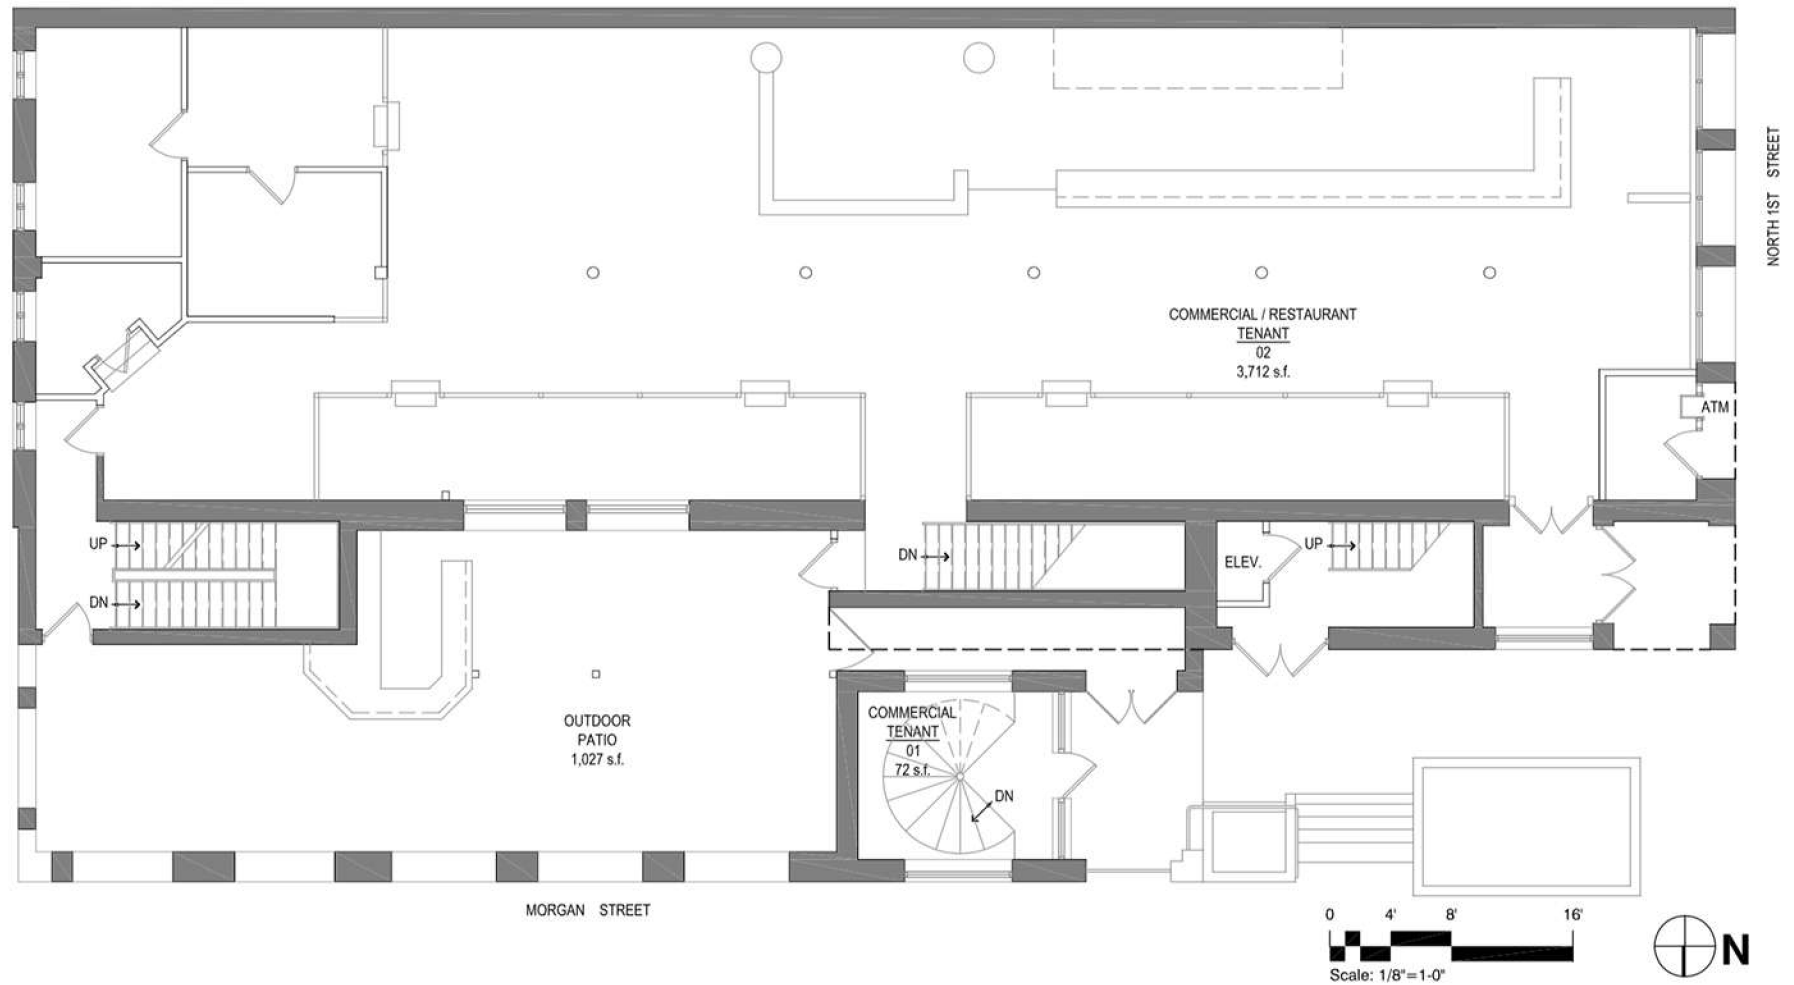 NORTH 1ST STREET
COMMERCIAL / RESTAURANT
TENANT
02
3,712 s.f.
ATM
UP
DN
DN
ELEV.
UP
COMMERCIAL
TENANT
01
72 s.f.
DN
OUTDOOR
PATIO
1,027 s.f.
MORGAN STREET
0 4' 8' 16'
Scale: 1/8"=1-0"
N